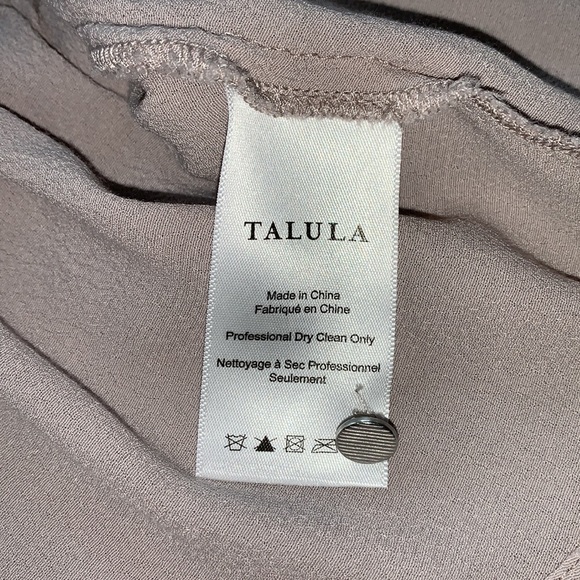 TALULA
Made in China
Fabriqué en Chine
Professional Dry Clean Only
Nettoyage à Sec Professionnel
Seulement